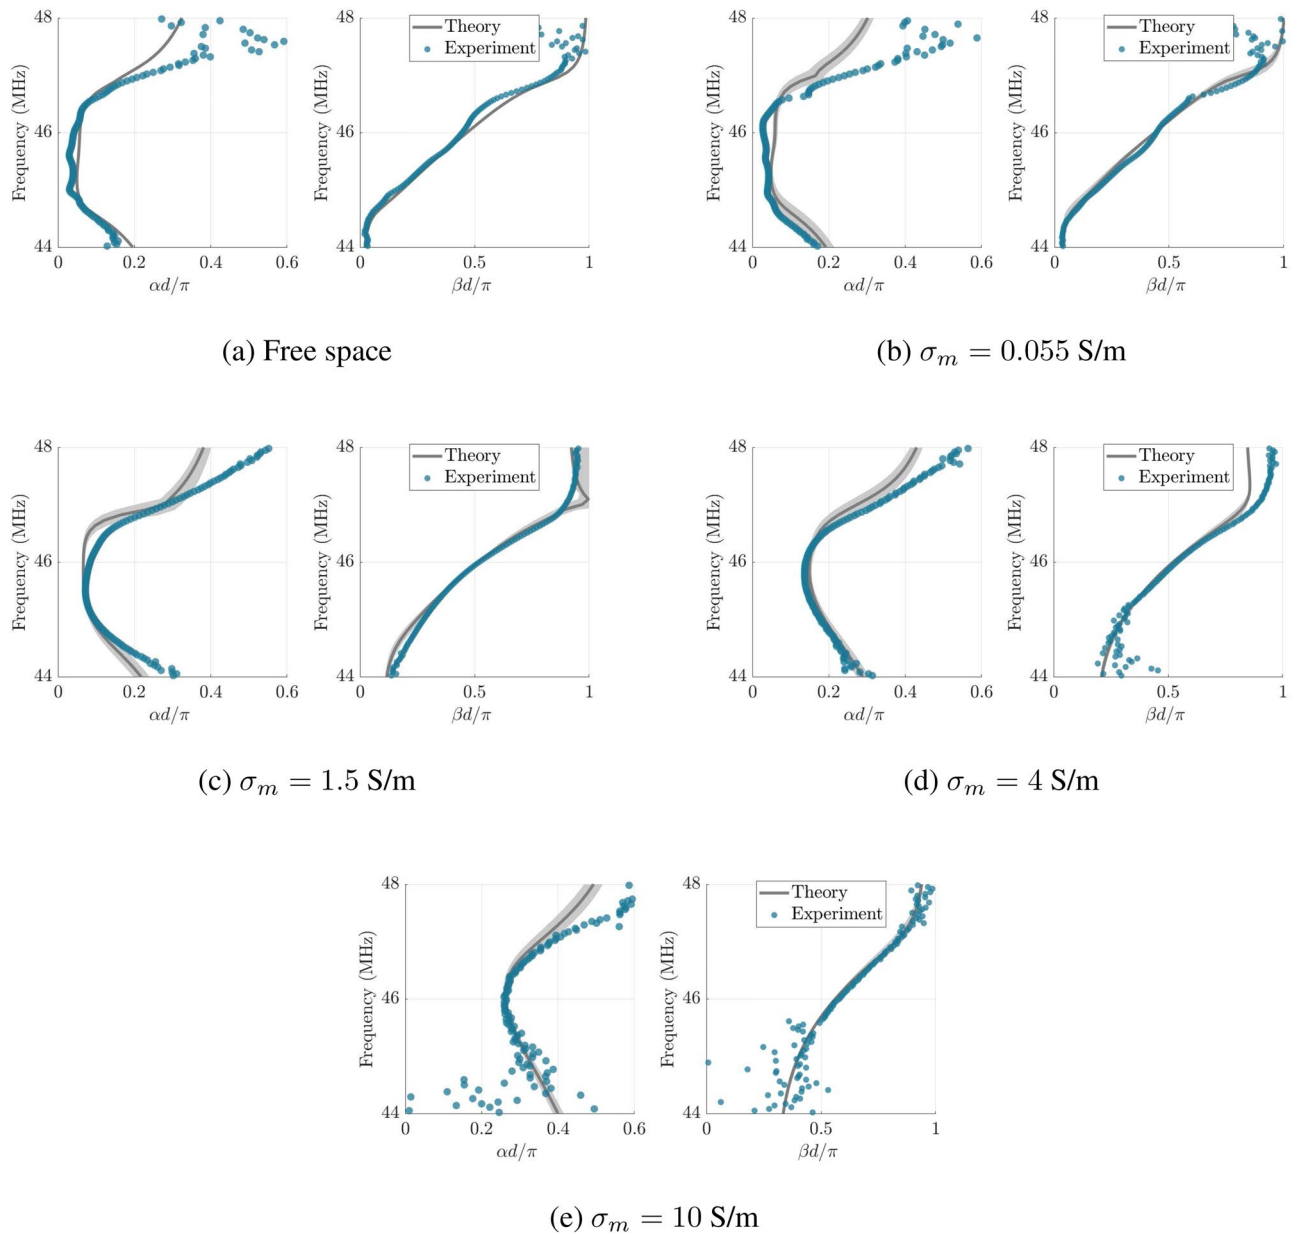 48
46
44
Frequency (MHz)
0 0.2 0.4 0.6
αd/π
48
46
44
Frequency (MHz)
0 0.5 1
βd/π
Theory
Experiment
(a) Free space
48
46
44
Frequency (MHz)
0 0.2 0.4 0.6
αd/π
48
46
44
Frequency (MHz)
0 0.5 1
βd/π
Theory
Experiment
(b) σₘ = 0.055 S/m
48
46
44
Frequency (MHz)
0 0.2 0.4 0.6
αd/π
48
46
44
Frequency (MHz)
0 0.5 1
βd/π
Theory
Experiment
(c) σₘ = 1.5 S/m
48
46
44
Frequency (MHz)
0 0.2 0.4 0.6
αd/π
48
46
44
Frequency (MHz)
0 0.5 1
βd/π
Theory
Experiment
(d) σₘ = 4 S/m
48
46
44
Frequency (MHz)
0 0.2 0.4 0.6
αd/π
48
46
44
Frequency (MHz)
0 0.5 1
βd/π
Theory
Experiment
(e) σₘ = 10 S/m